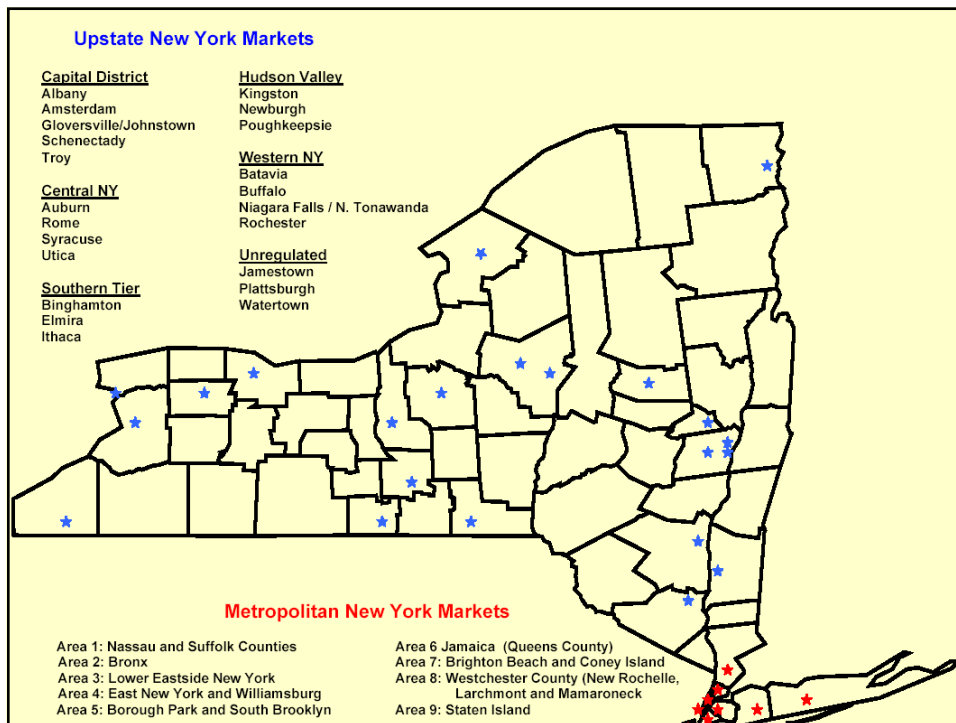 Upstate New York Markets
Capital District
Albany
Amsterdam
Gloversville/Johnstown
Schenectady
Troy
Central NY
Auburn
Rome
Syracuse
Utica
Southern Tier
Binghamton
Elmira
Ithaca
Hudson Valley
Kingston
Newburgh
Poughkeepsie
Western NY
Batavia
Buffalo
Niagara Falls / N. Tonawanda
Rochester
Unregulated
Jamestown
Plattsburgh
Watertown
Metropolitan New York Markets
Area 1: Nassau and Suffolk Counties
Area 2: Bronx
Area 3: Lower Eastside New York
Area 4: East New York and Williamsburg
Area 5: Borough Park and South Brooklyn
Area 6 Jamaica (Queens County)
Area 7: Brighton Beach and Coney Island
Area 8: Westchester County (New Rochelle,
Larchmont and Mamaroneck
Area 9: Staten Island